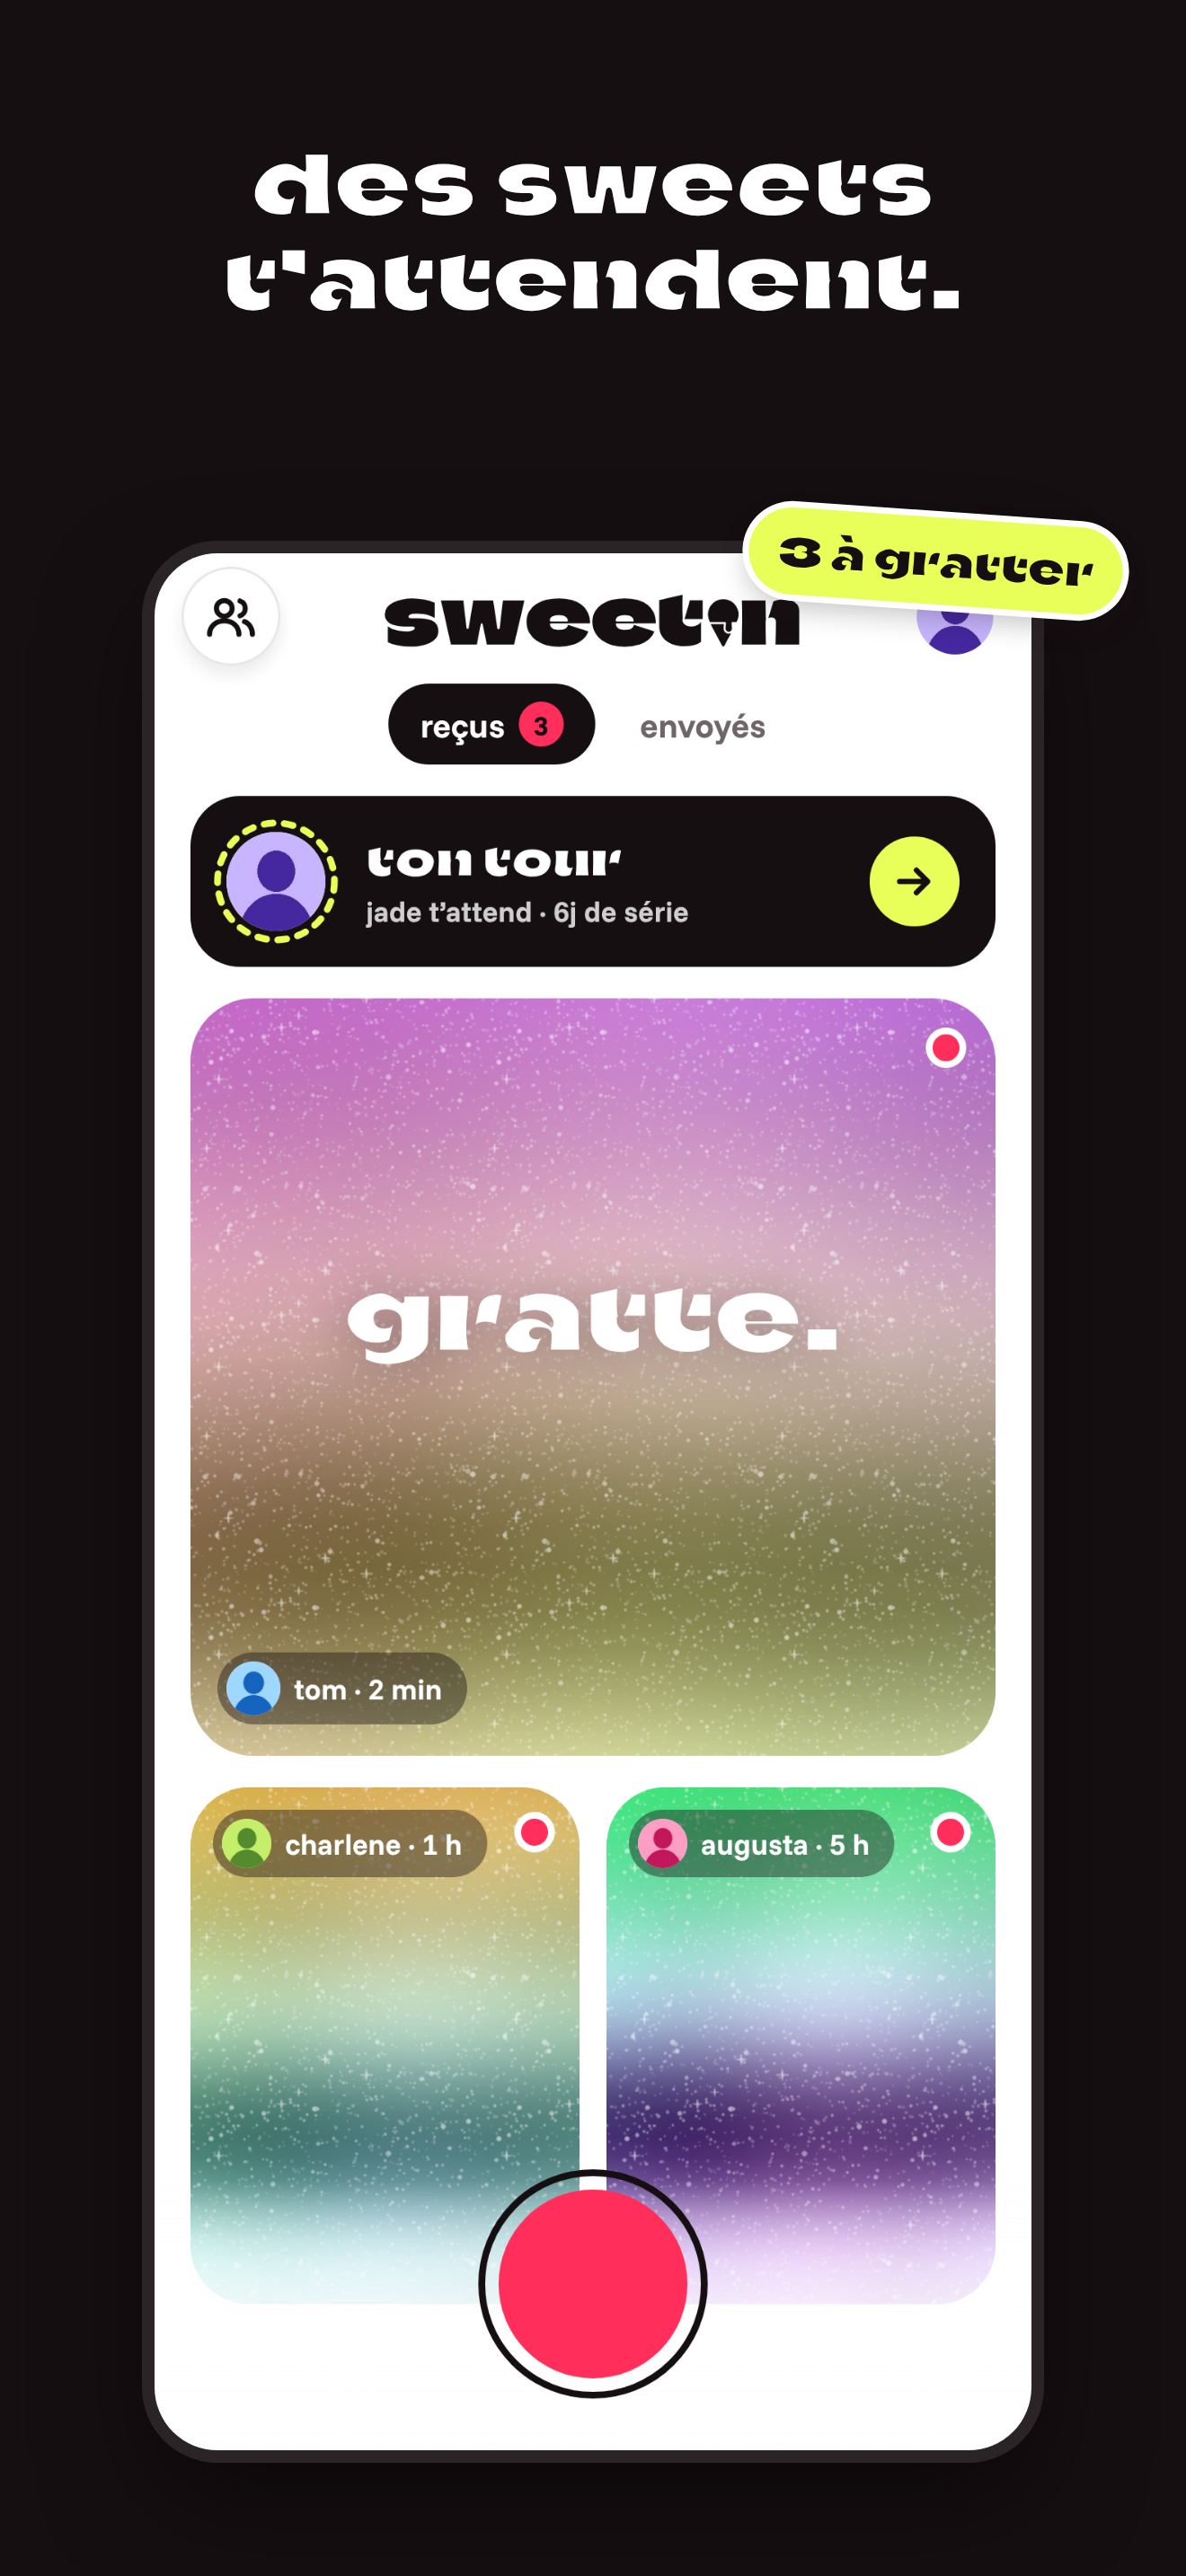 des sweets
t'attendent.
3 à gratter
sweeton
reçus 3
envoyés
ton tour
jade t’attend · 6j de série
gratte.
tom · 2 min
charlene · 1 h
augusta · 5 h